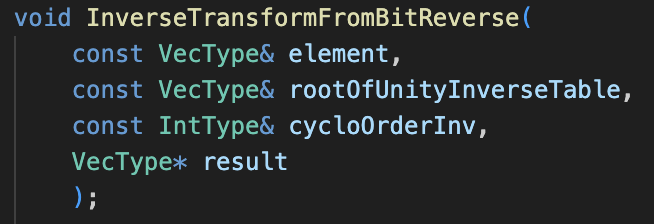 void InverseTransformFromBitReverse(
const VecType& element,
const VecType& rootOfUnityInverseTable,
const IntType& cycloOrderInv,
VecType* result
);